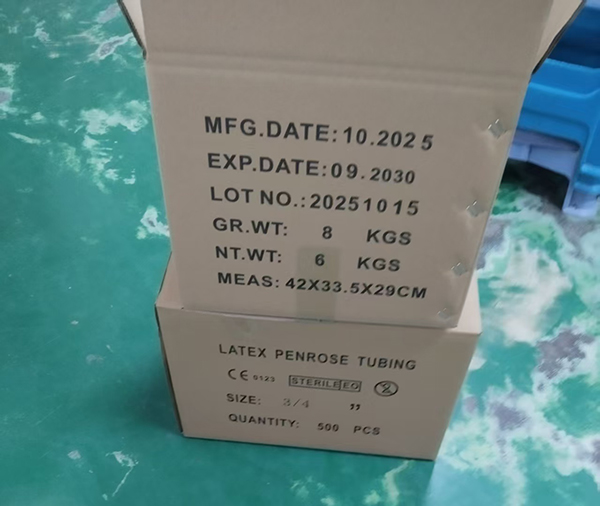 MFG.DATE:10.2025
EXP.DATE:09.2030
LOT NO.:20251015
GR.WT: 8 KGS
NT.WT: 6 KGS
MEAS: 42X33.5X29CM
LATEX PENROSE TUBING
CE 0123 STERILE EO 2
SIZE: 3/4 "
QUANTITY: 500 PCS